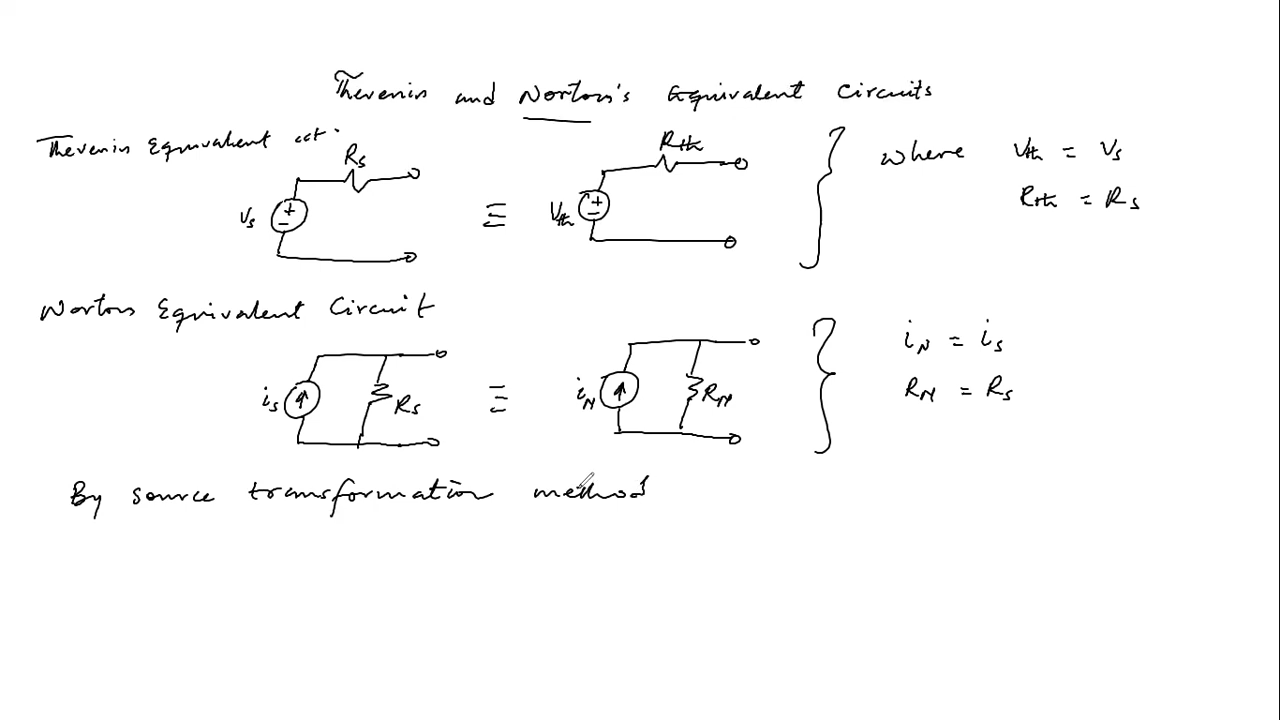 Thevenin and Norton's Equivalent Circuits
Thevenin Equivalent cct.
Rs
Vs
+
−
≡
Rth
Vth
+
−
where Vth = Vs
Rth = Rs
Nortons Equivalent Circuit
is
Rs
≡
iN
RN
iN = is
RN = Rs
By source transformation method